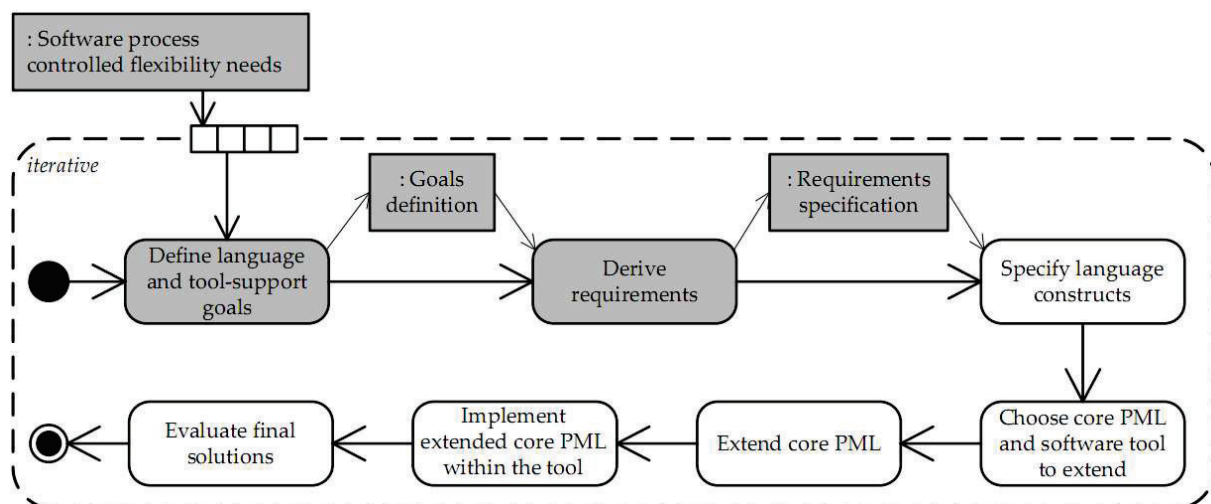 : Software process
controlled flexibility needs
iterative
: Goals
definition
: Requirements
specification
Define language
and tool-support
goals
Derive
requirements
Specify language
constructs
Evaluate final
solutions
Implement
extended core PML
within the tool
Extend core PML
Choose core PML
and software tool
to extend